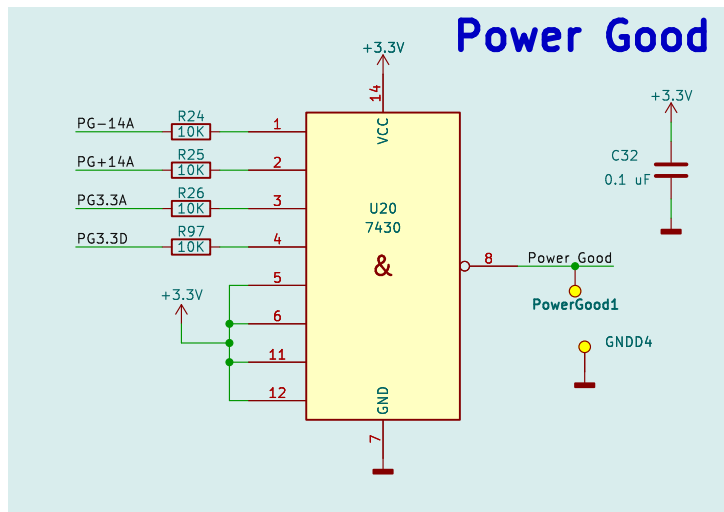 Power Good
+3.3V
14
VCC
+3.3V
PG-14A
R24
10K
1
C32
0.1 uF
PG+14A
R25
10K
2
PG3.3A
R26
10K
3
U20
7430
PG3.3D
R97
10K
4
&
8
Power Good
5
+3.3V
PowerGood1
6
GNDD4
11
12
GND
7